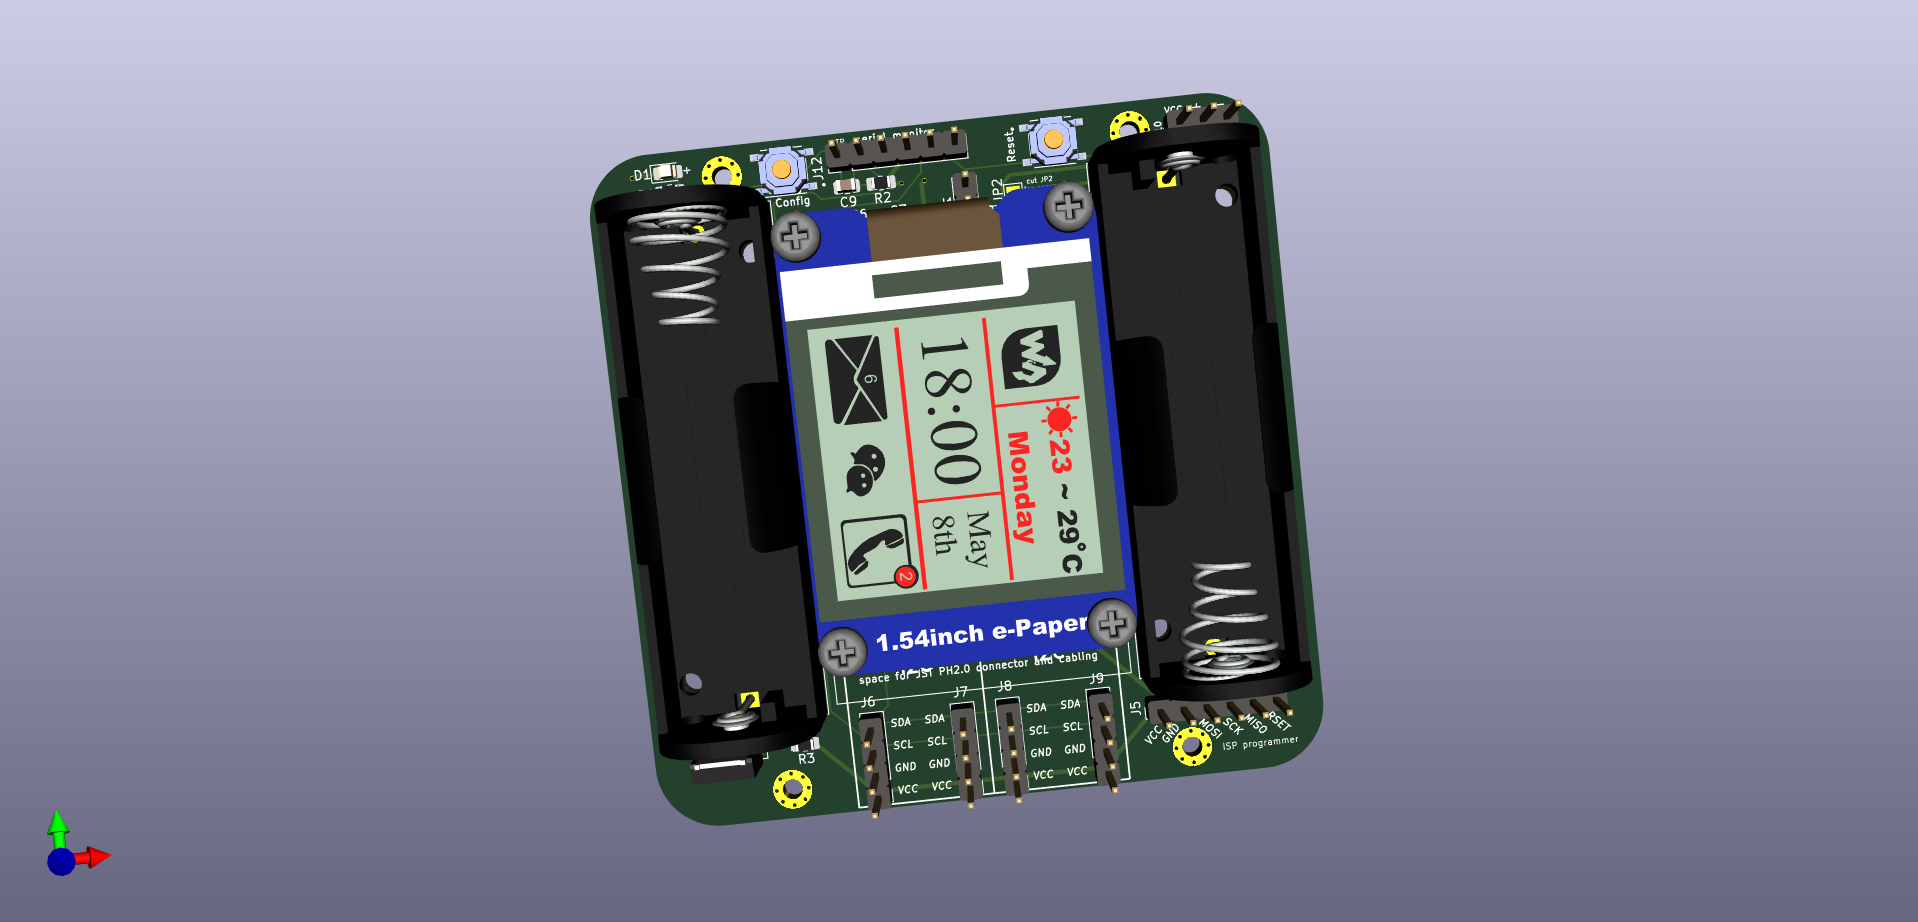 D1
+
Config
J12
serial monitor
C9
R2
Reset
JP2
cut JP2
VCC
+
6
18:00
23 ~ 29°C
Monday
May
8th
2
1.54inch e-Paper
space for JST PH2.0 connector and cabling
J6
J7
J8
J9
SDA SDA SDA SDA
SCL SCL SCL SCL
GND GND GND GND
VCC VCC VCC VCC
J5
VCC
GND
MOSI
SCK
MISO
RSET
ISP programmer
R3